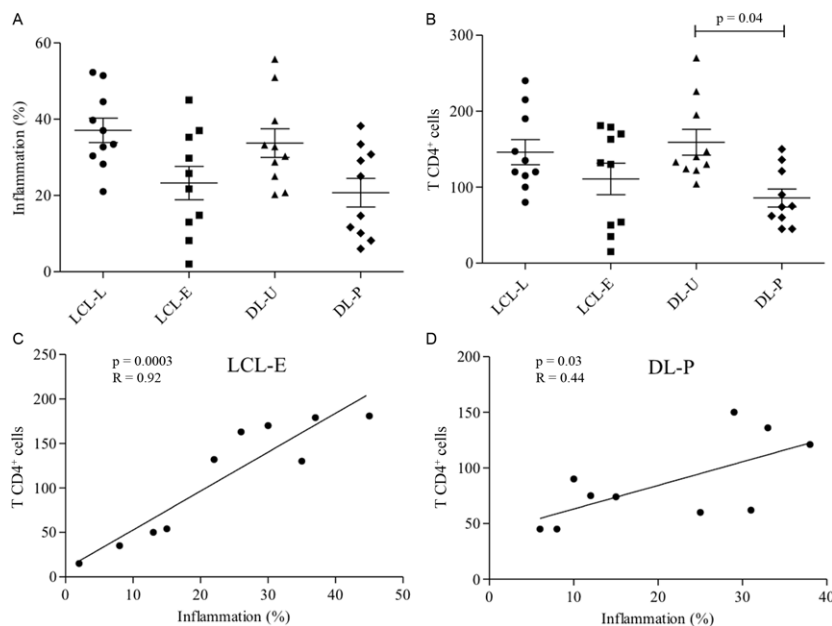 A
Inflammation (%)
60
40
20
0
LCL-L
LCL-E
DL-U
DL-P
B
p = 0.04
T CD4⁺ cells
300
200
100
0
LCL-L
LCL-E
DL-U
DL-P
C
p = 0.0003
R = 0.92
LCL-E
T CD4⁺ cells
250
200
150
100
50
0
0 10 20 30 40 50
Inflammation (%)
D
p = 0.03
R = 0.44
DL-P
T CD4⁺ cells
200
150
100
50
0
0 10 20 30 40
Inflammation (%)